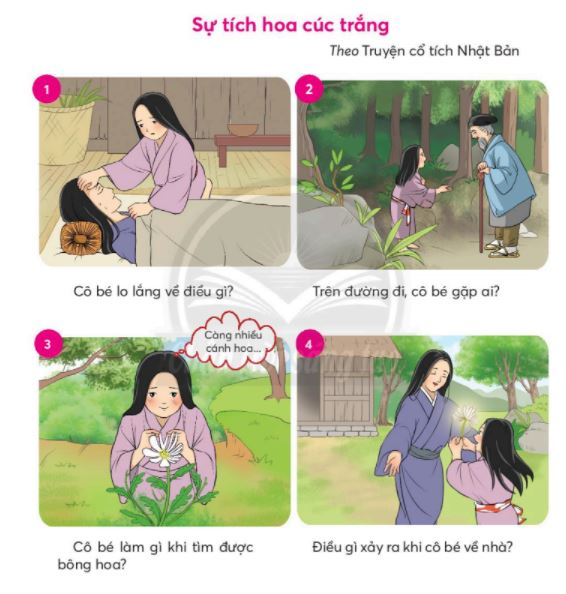 Sự tích hoa cúc trắng
Theo Truyện cổ tích Nhật Bản
1
2
Cô bé lo lắng về điều gì?
Trên đường đi, cô bé gặp ai?
3
Càng nhiều
cánh hoa...
4
Cô bé làm gì khi tìm được
bông hoa?
Điều gì xảy ra khi cô bé về nhà?